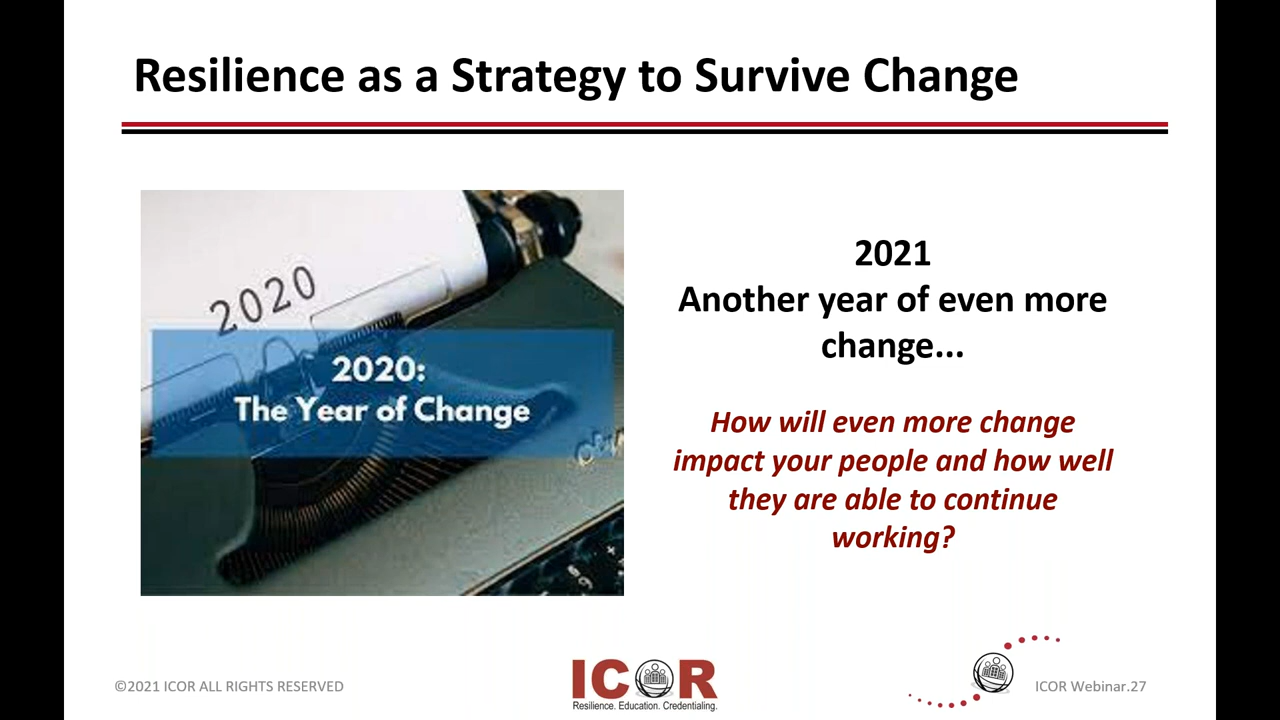 Resilience as a Strategy to Survive Change
2020
2020:
The Year of Change
2021
Another year of even more
change...
How will even more change
impact your people and how well
they are able to continue
working?
©2021 ICOR ALL RIGHTS RESERVED
ICOR
Resilience. Education. Credentialing.
ICOR Webinar.27